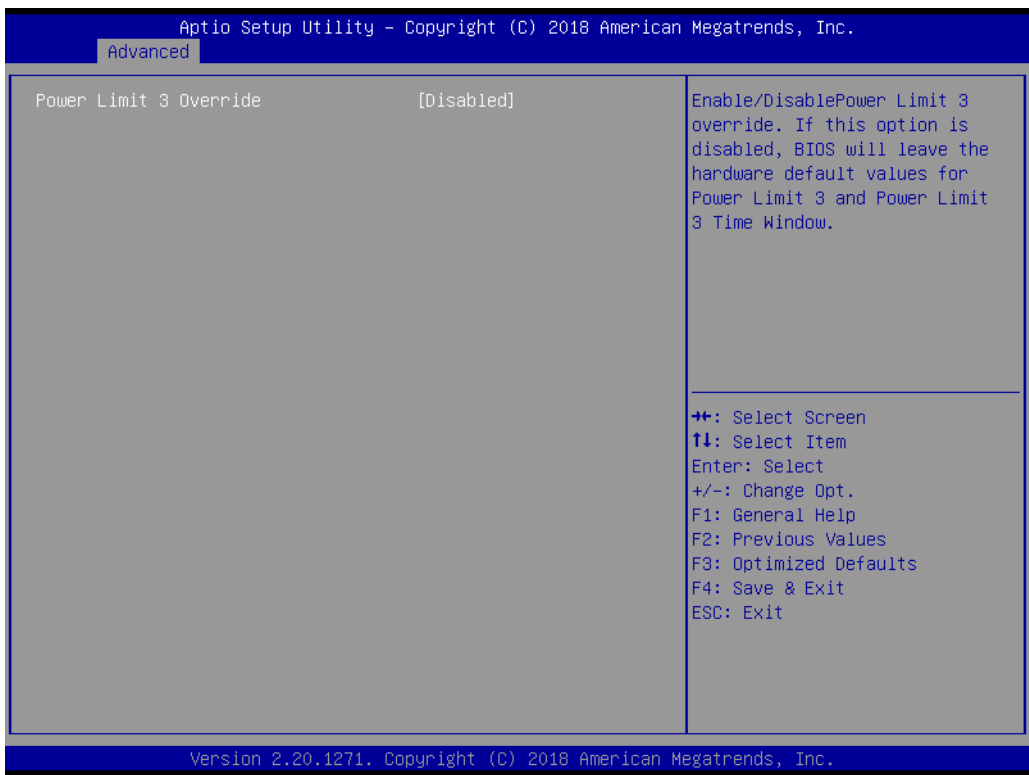 Aptio Setup Utility – Copyright (C) 2018 American Megatrends, Inc.
Advanced
Power Limit 3 Override [Disabled]
Enable/DisablePower Limit 3
override. If this option is
disabled, BIOS will leave the
hardware default values for
Power Limit 3 and Power Limit
3 Time Window.
→←: Select Screen
↑↓: Select Item
Enter: Select
+/-: Change Opt.
F1: General Help
F2: Previous Values
F3: Optimized Defaults
F4: Save & Exit
ESC: Exit
Version 2.20.1271. Copyright (C) 2018 American Megatrends, Inc.